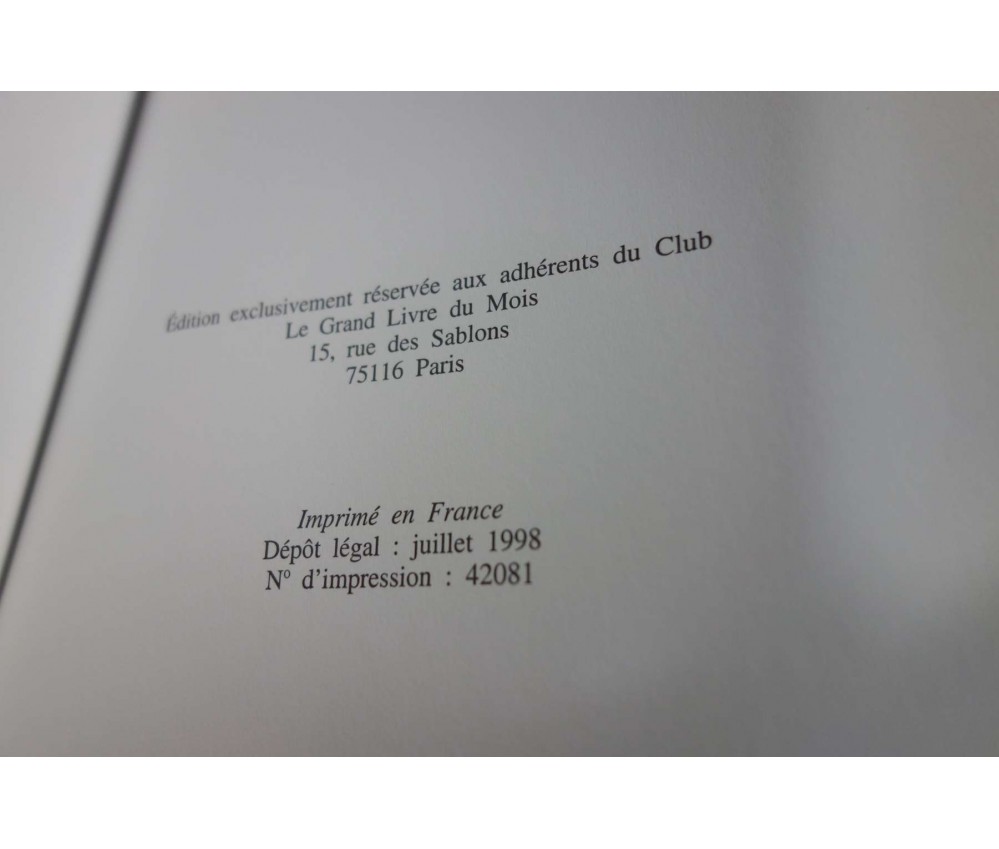 Édition exclusivement réservée aux adhérents du Club
Le Grand Livre du Mois
15, rue des Sablons
75116 Paris
Imprimé en France
Dépôt légal : juillet 1998
Nº d'impression : 42081